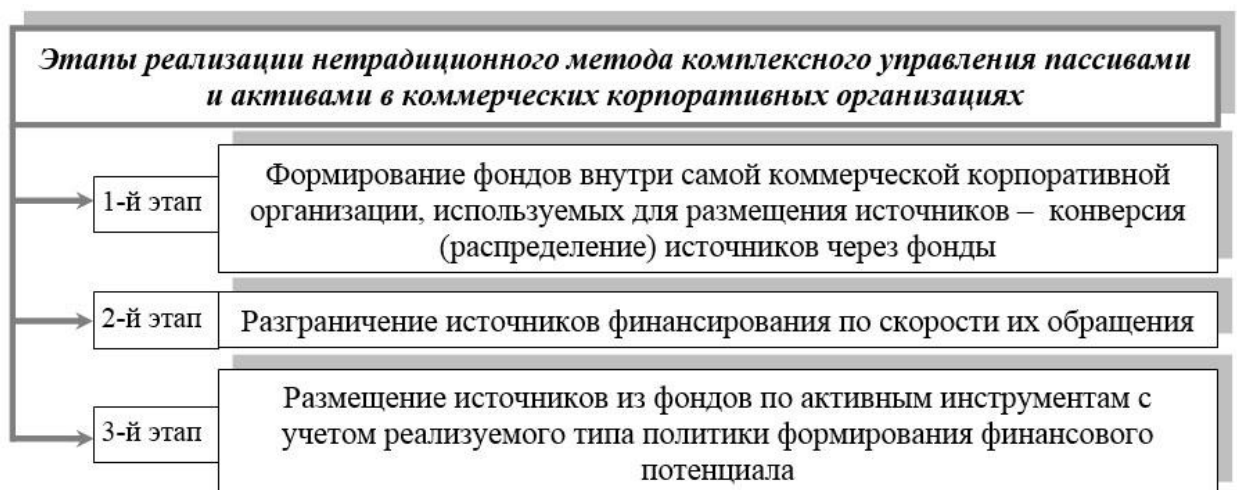 Этапы реализации нетрадиционного метода комплексного управления пассивами
и активами в коммерческих корпоративных организациях
1-й этап
Формирование фондов внутри самой коммерческой корпоративной
организации, используемых для размещения источников – конверсия
(распределение) источников через фонды
2-й этап
Разграничение источников финансирования по скорости их обращения
3-й этап
Размещение источников из фондов по активным инструментам с
учетом реализуемого типа политики формирования финансового
потенциала